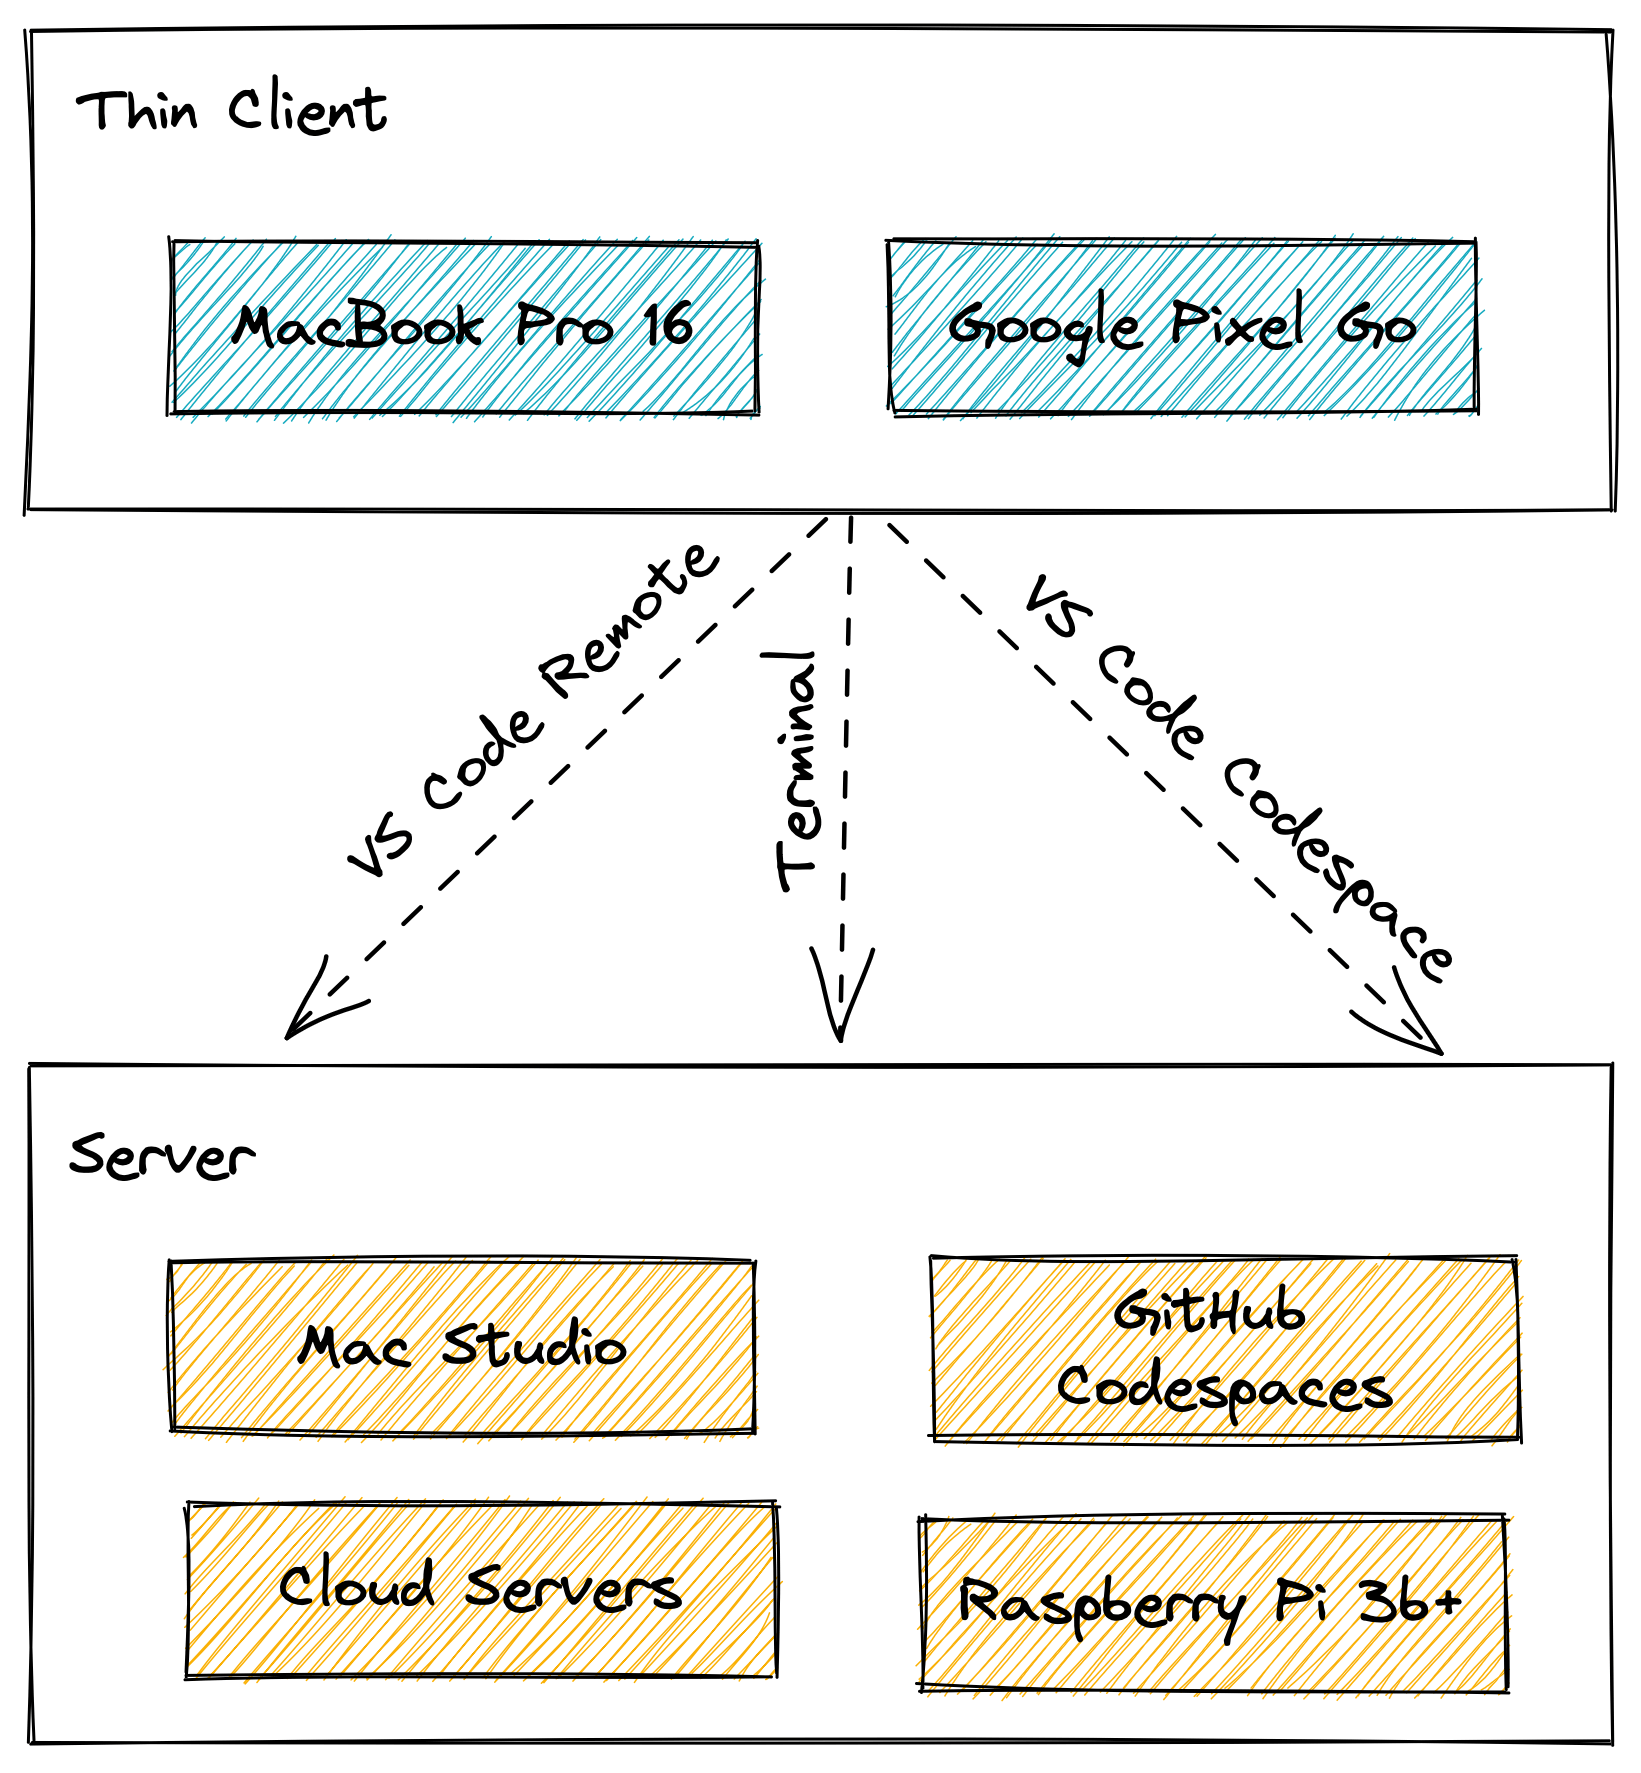 Thin Client
MacBook Pro 16
Google Pixel Go
VS Code Remote
Terminal
VS Code Codespace
Server
Mac Studio
GitHub
Codespaces
Cloud Servers
Raspberry Pi 3b+